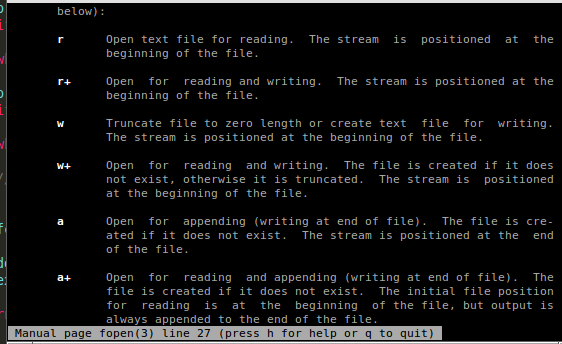 below):
r Open text file for reading. The stream is positioned at the
beginning of the file.
r+ Open for reading and writing. The stream is positioned at the
beginning of the file.
w Truncate file to zero length or create text file for writing.
The stream is positioned at the beginning of the file.
w+ Open for reading and writing. The file is created if it does
not exist, otherwise it is truncated. The stream is positioned
at the beginning of the file.
a Open for appending (writing at end of file). The file is cre-
ated if it does not exist. The stream is positioned at the end
of the file.
a+ Open for reading and appending (writing at end of file). The
file is created if it does not exist. The initial file position
for reading is at the beginning of the file, but output is
always appended to the end of the file.
Manual page fopen(3) line 27 (press h for help or q to quit)